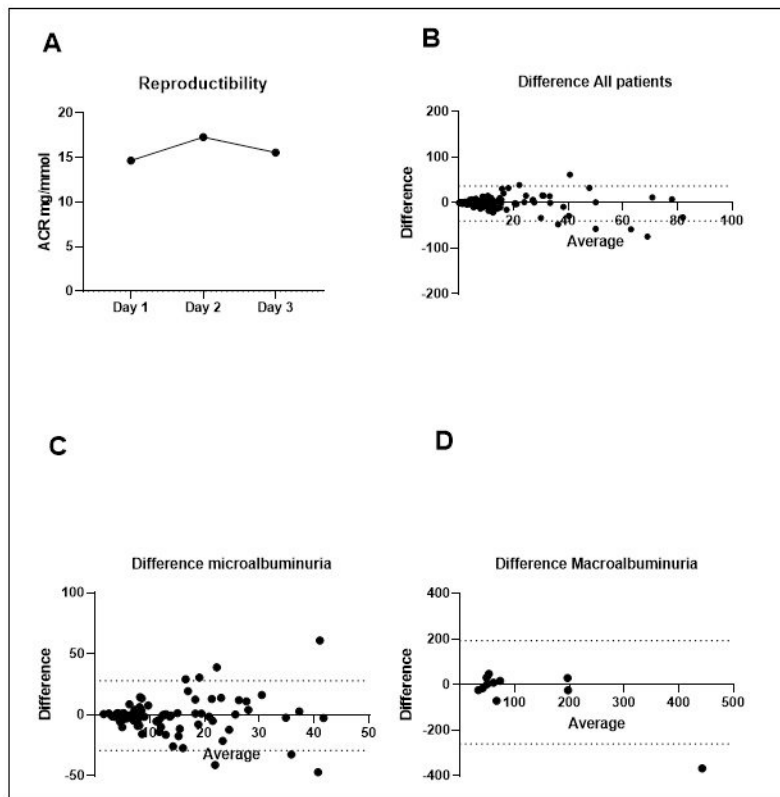 A
Reproductibility
ACR mg/mmol
20
15
10
5
0
Day 1 Day 2 Day 3
B
Difference All patients
Difference
200
100
0
-100
-200
20 40 60 80 100
Average
C
Difference microalbuminuria
Difference
100
50
0
-50
10 20 30 40 50
Average
D
Difference Macroalbuminuria
Difference
400
200
0
-200
-400
100 200 300 400 500
Average